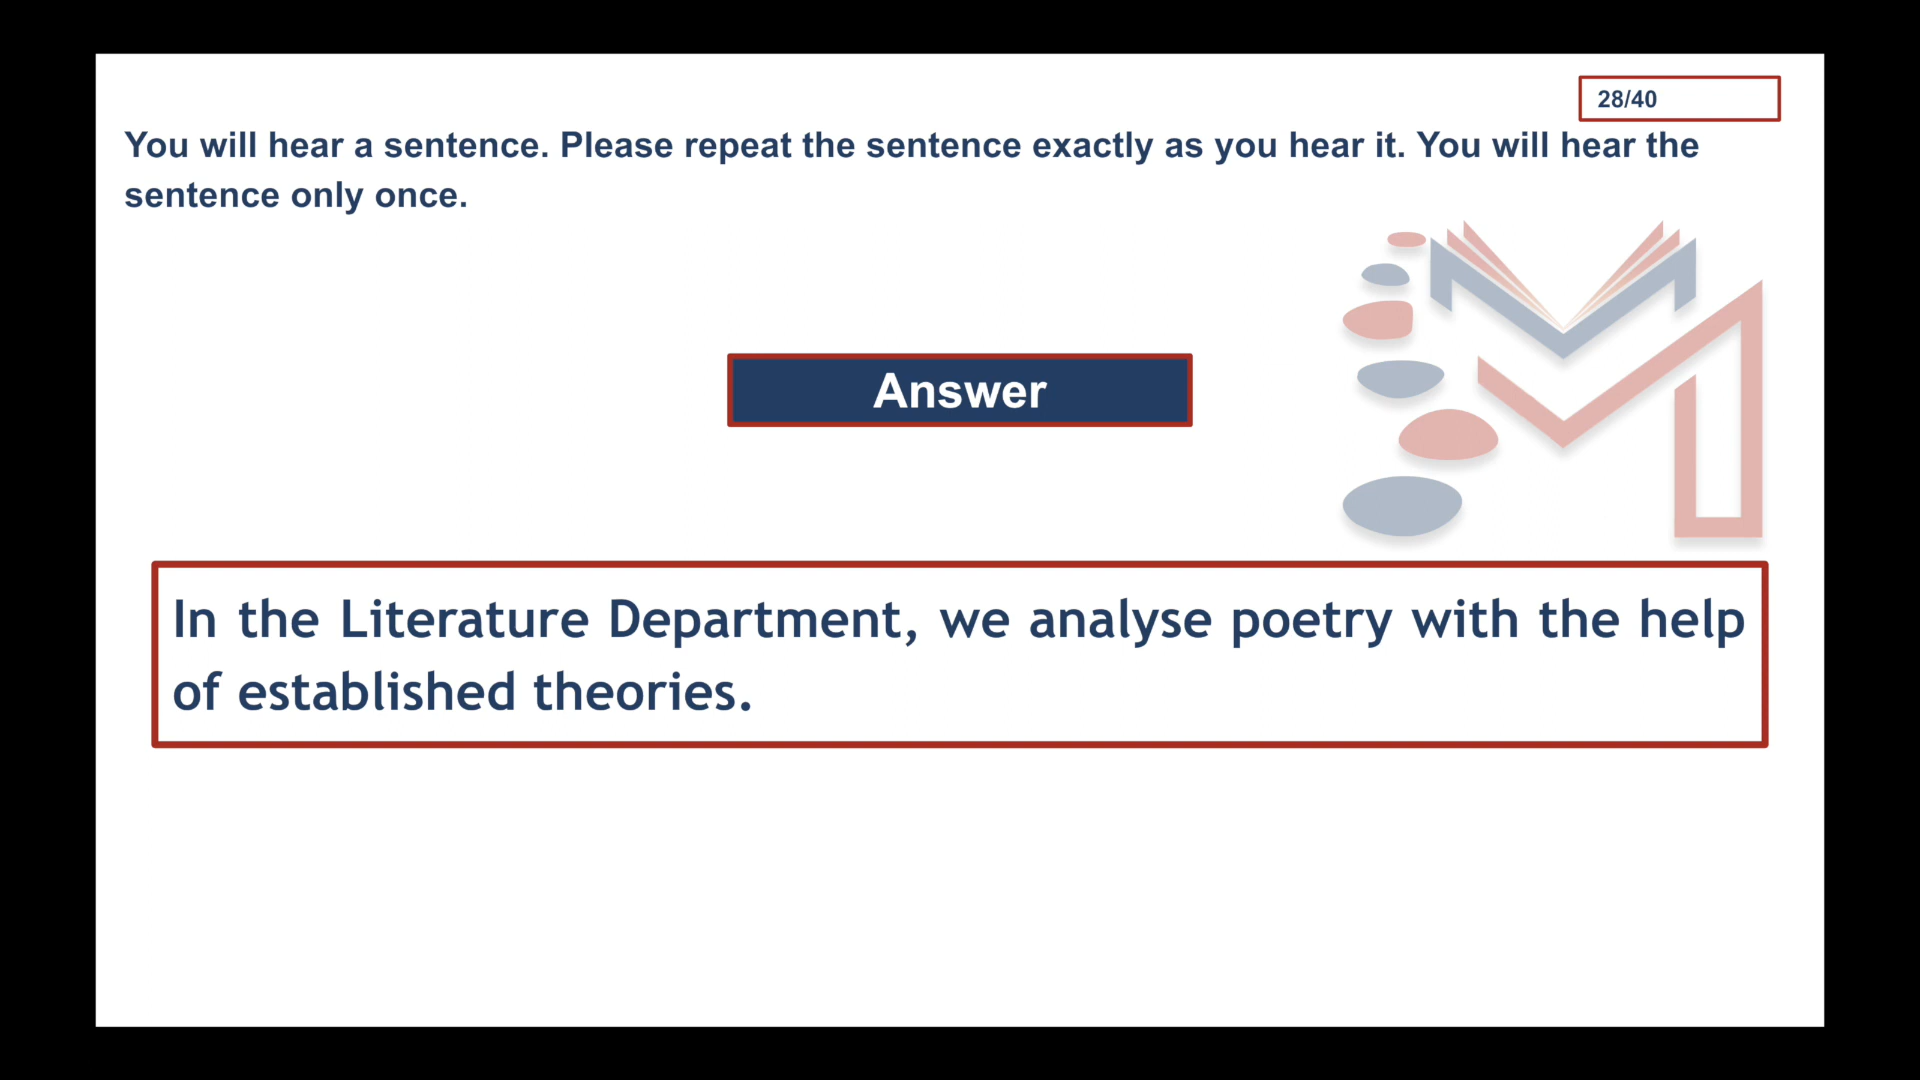 28/40
You will hear a sentence. Please repeat the sentence exactly as you hear it. You will hear the
sentence only once.
Answer
In the Literature Department, we analyse poetry with the help
of established theories.